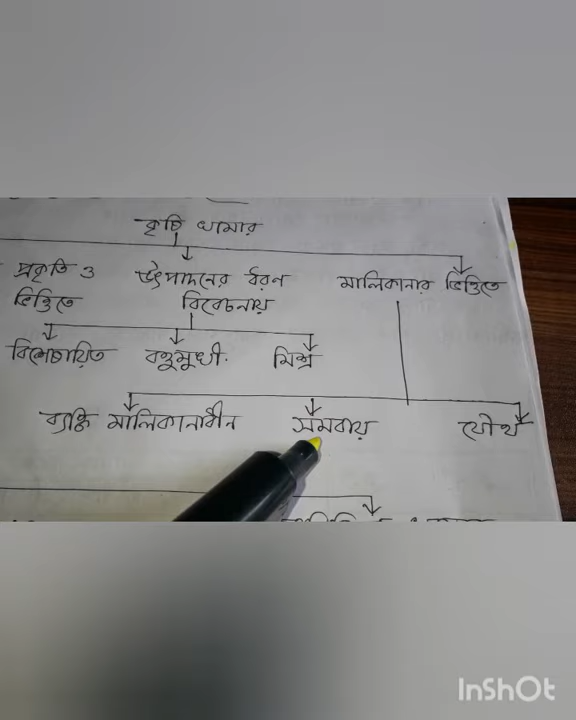 কৃষি খামার
প্রকৃতি ও উৎপাদনের ধরন মালিকানার ভিত্তিতে
ভিত্তিতে বিবেচনায়
বিশেষায়িত বহুমুখী. মিশ্র
ব্যক্তি মালিকানাধীন সমবায় যৌথ
InShOt